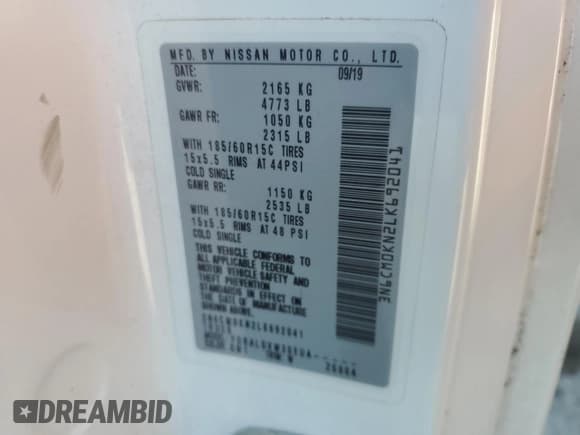 MFD. BY NISSAN MOTOR CO., LTD.
DATE: 09/19
GVWR: 2165 KG
4773 LB
GAWR FR: 1050 KG
2315 LB
WITH 185/60R15C TIRES
15x5.5 RIMS AT 44PSI
COLD SINGLE
GAWR RR: 1150 KG
2535 LB
WITH 185/60R15C TIRES
15x5.5 RIMS AT 48 PSI
COLD SINGLE
THIS VEHICLE CONFORMS TO
ALL APPLICABLE FEDERAL
MOTOR VEHICLE SAFETY AND
THEFT PREVENTION
STANDARDS IN EFFECT ON
THE DATE OF MANUFACTURE
SHOWN ABOVE
3N6CM0KN2LK692041
TRUCK
3N6CM0KN2LK692041
DREAMBID